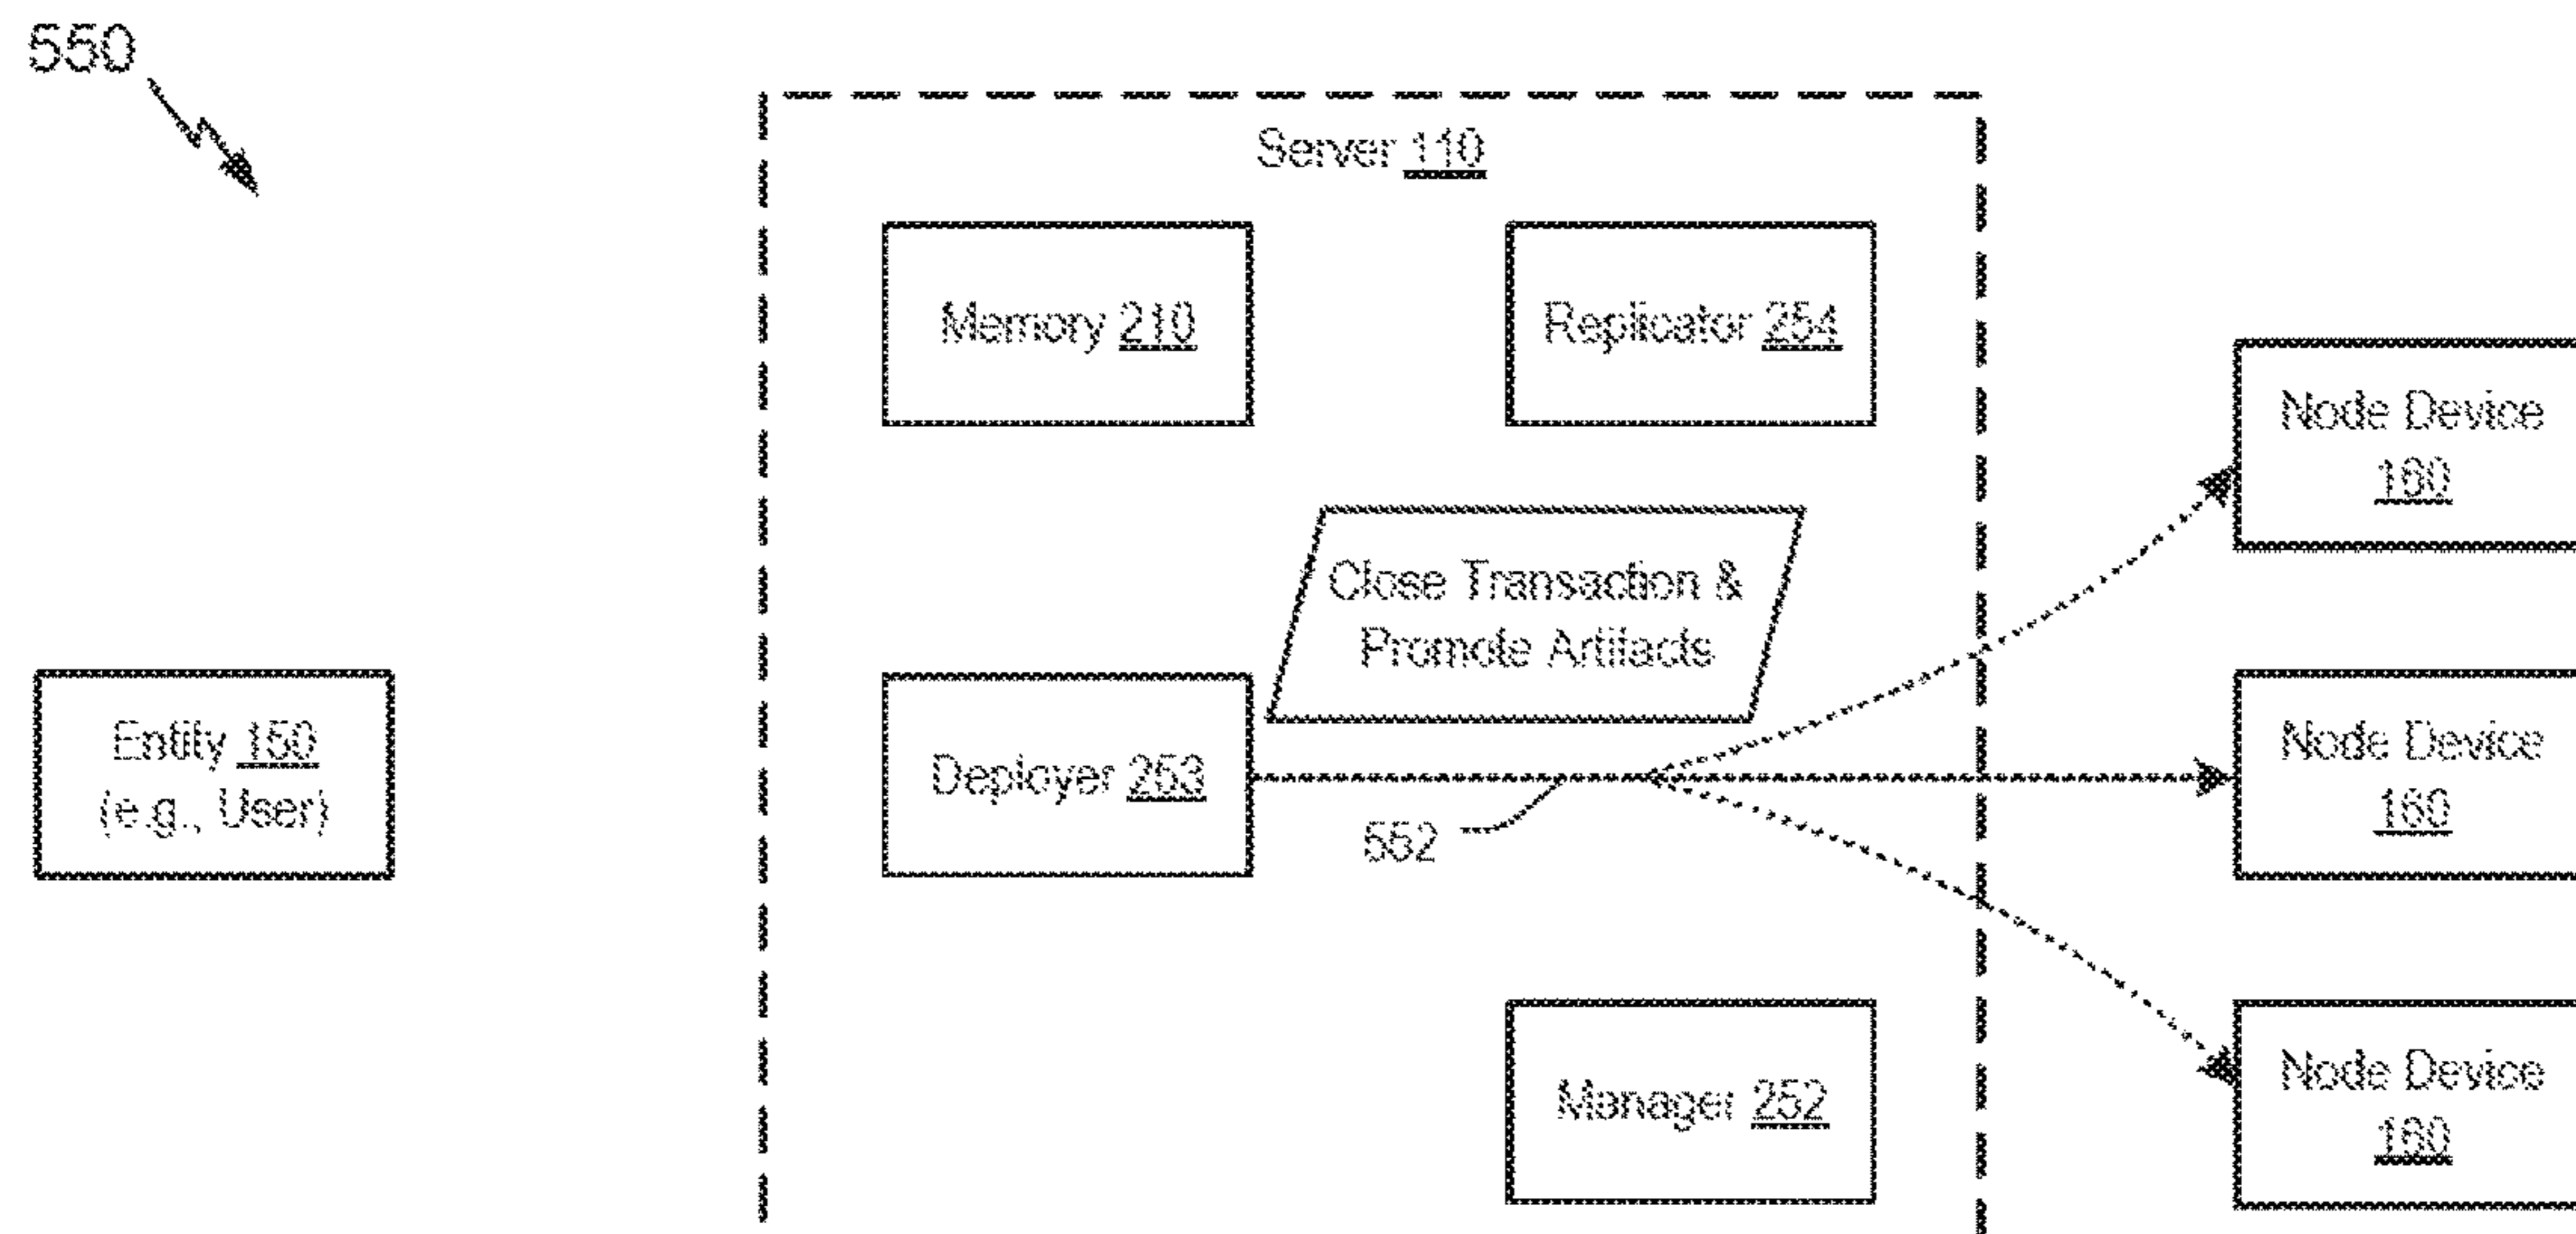 550
Server 110
Memory 210
Replicator 254
Node Device
160
Close Transaction &
Promote Artifacts
Entity 150
(e.g., User)
Deployer 253
552
Node Device
160
Manager 252
Node Device
160